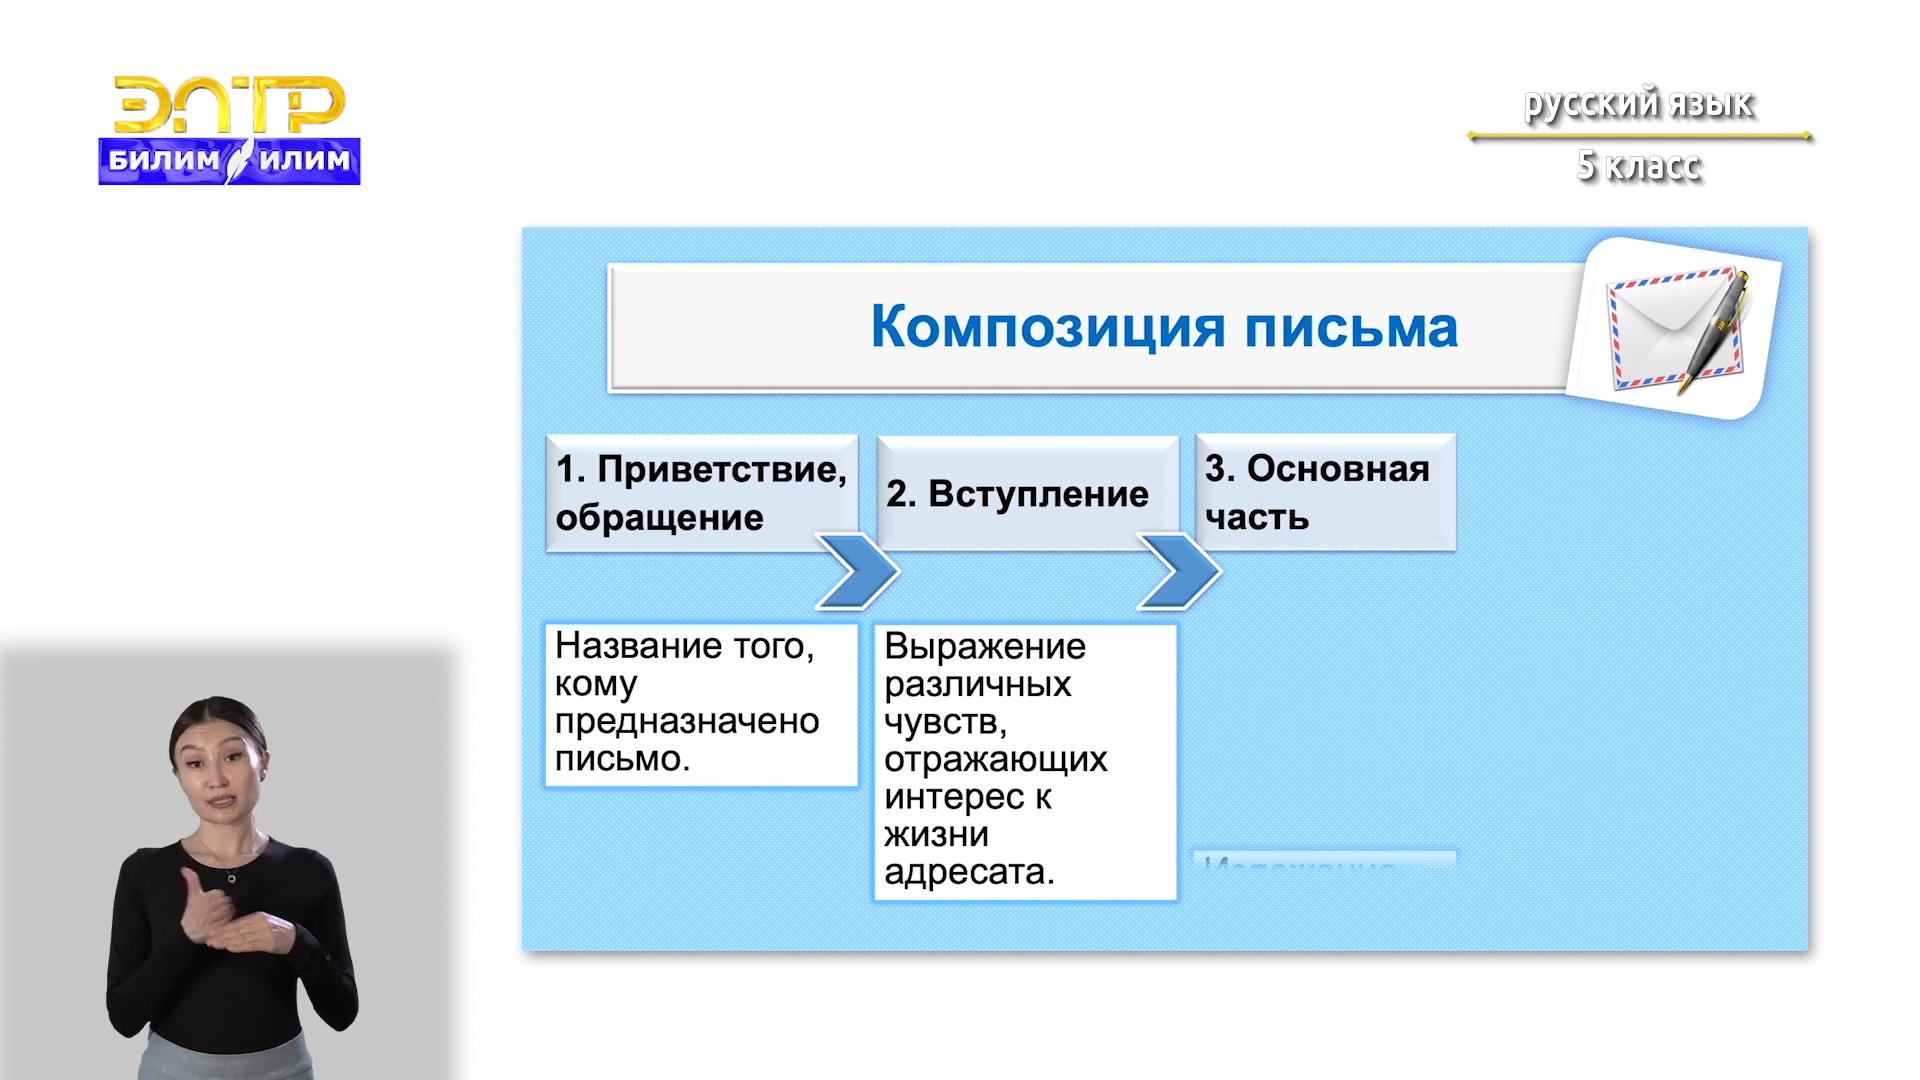 ЭЛТР
БИЛИМ ИЛИМ
русский язык
5 класс
Композиция письма
1. Приветствие,
обращение
2. Вступление
3. Основная
часть
Название того,
кому
предназначено
письмо.
Выражение
различных
чувств,
отражающих
интерес к
жизни
адресата.